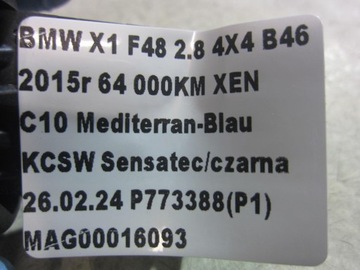 BMW X1 F48 2.8 4X4 B46
2015r 64 000KM XEN
C10 Mediterran-Blau
KCSW Sensatec/czarna
26.02.24 P773388(P1)
MAG00016093